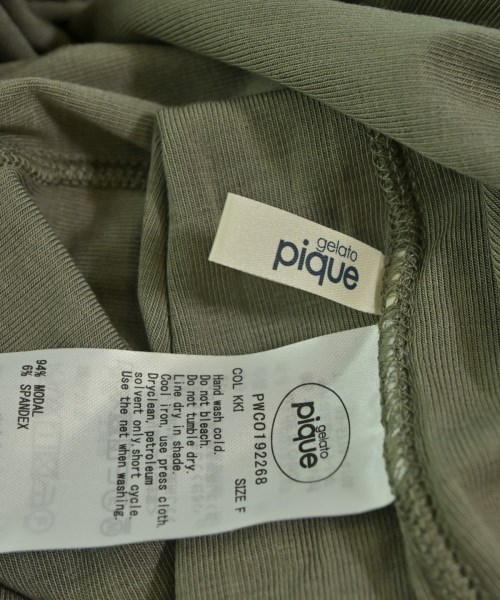 gelato
pique
gelato
pique
PWCO192268
COL KKI SIZE F
Hand wash cold.
Do not bleach.
Do not tumble dry.
Line dry in shade.
Cool iron, use press cloth.
Dryclean, petroleum
solvent only, short cycle
Use the net when washing.
94% MODAL
6% SPANDEX